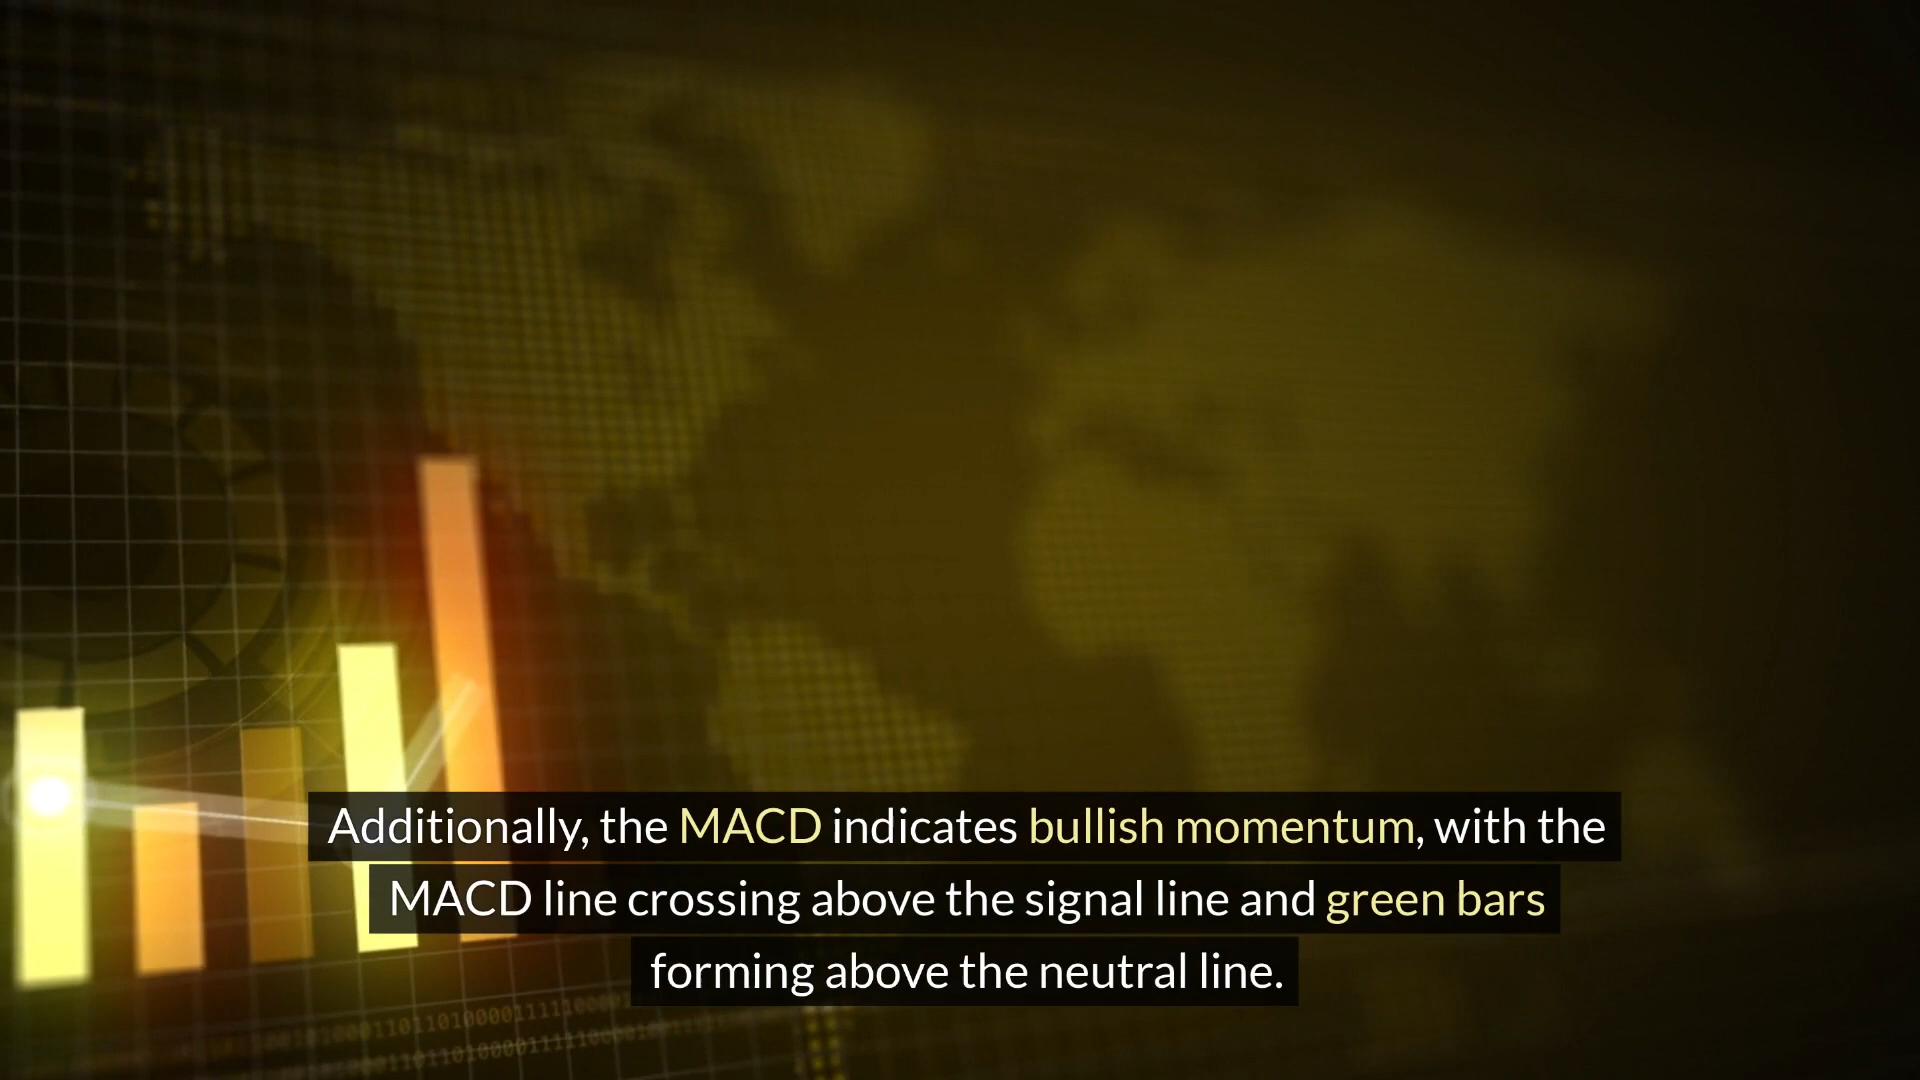 Additionally, the MACD indicates bullish momentum, with the
MACD line crossing above the signal line and green bars
forming above the neutral line.